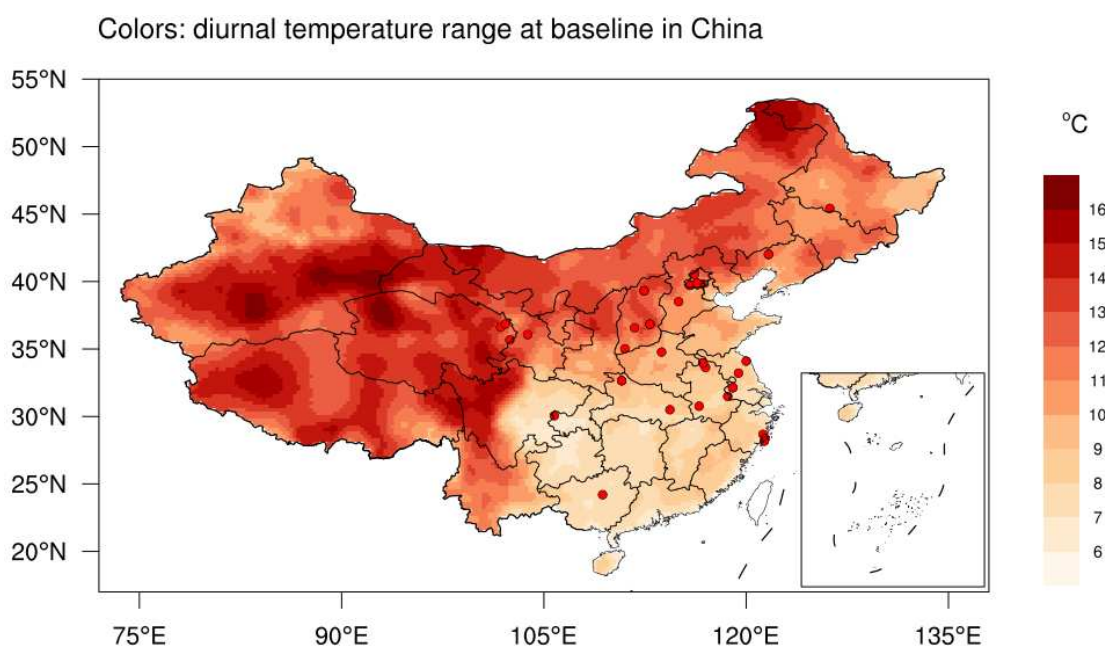 Colors: diurnal temperature range at baseline in China
55°N
50°N
45°N
40°N
35°N
30°N
25°N
20°N
75°E
90°E
105°E
120°E
135°E
°C
16
15
14
13
12
11
10
9
8
7
6